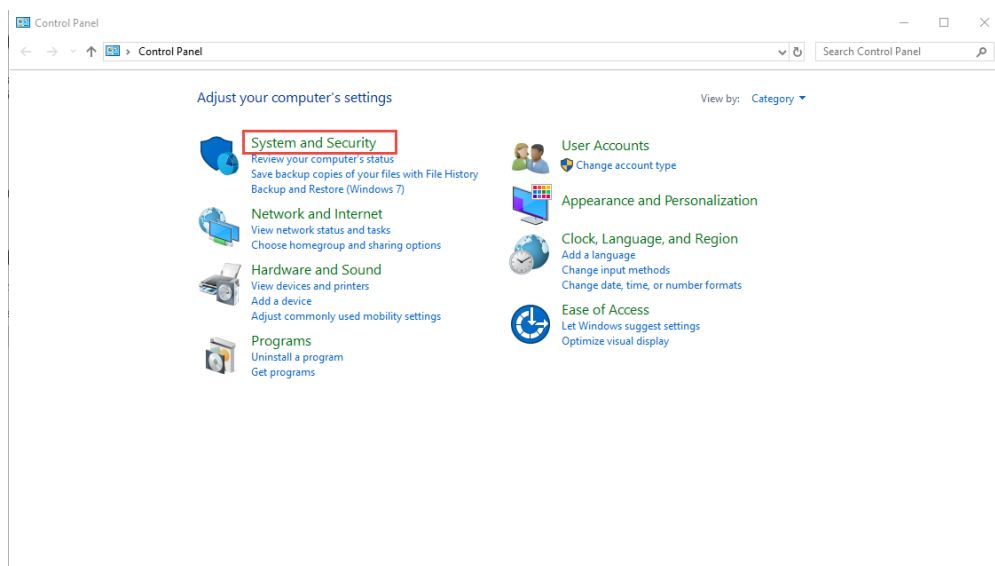 Control Panel
Control Panel
Search Control Panel
Adjust your computer's settings
View by: Category
System and Security
Review your computer's status
Save backup copies of your files with File History
Backup and Restore (Windows 7)
Network and Internet
View network status and tasks
Choose homegroup and sharing options
Hardware and Sound
View devices and printers
Add a device
Adjust commonly used mobility settings
Programs
Uninstall a program
Get programs
User Accounts
Change account type
Appearance and Personalization
Clock, Language, and Region
Add a language
Change input methods
Change date, time, or number formats
Ease of Access
Let Windows suggest settings
Optimize visual display